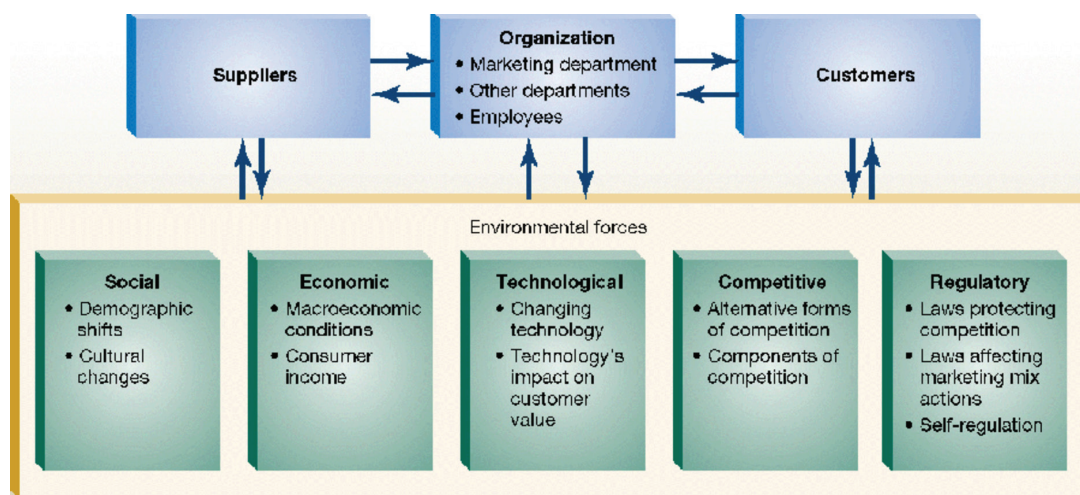 Suppliers
Organization
• Marketing department
• Other departments
• Employees
Customers
Environmental forces
Social
• Demographic
shifts
• Cultural
changes
Economic
• Macroeconomic
conditions
• Consumer
income
Technological
• Changing
technology
• Technology's
impact on
customer
value
Competitive
• Alternative forms
of competition
• Components of
competition
Regulatory
• Laws protecting
competition
• Laws affecting
marketing mix
actions
• Self-regulation